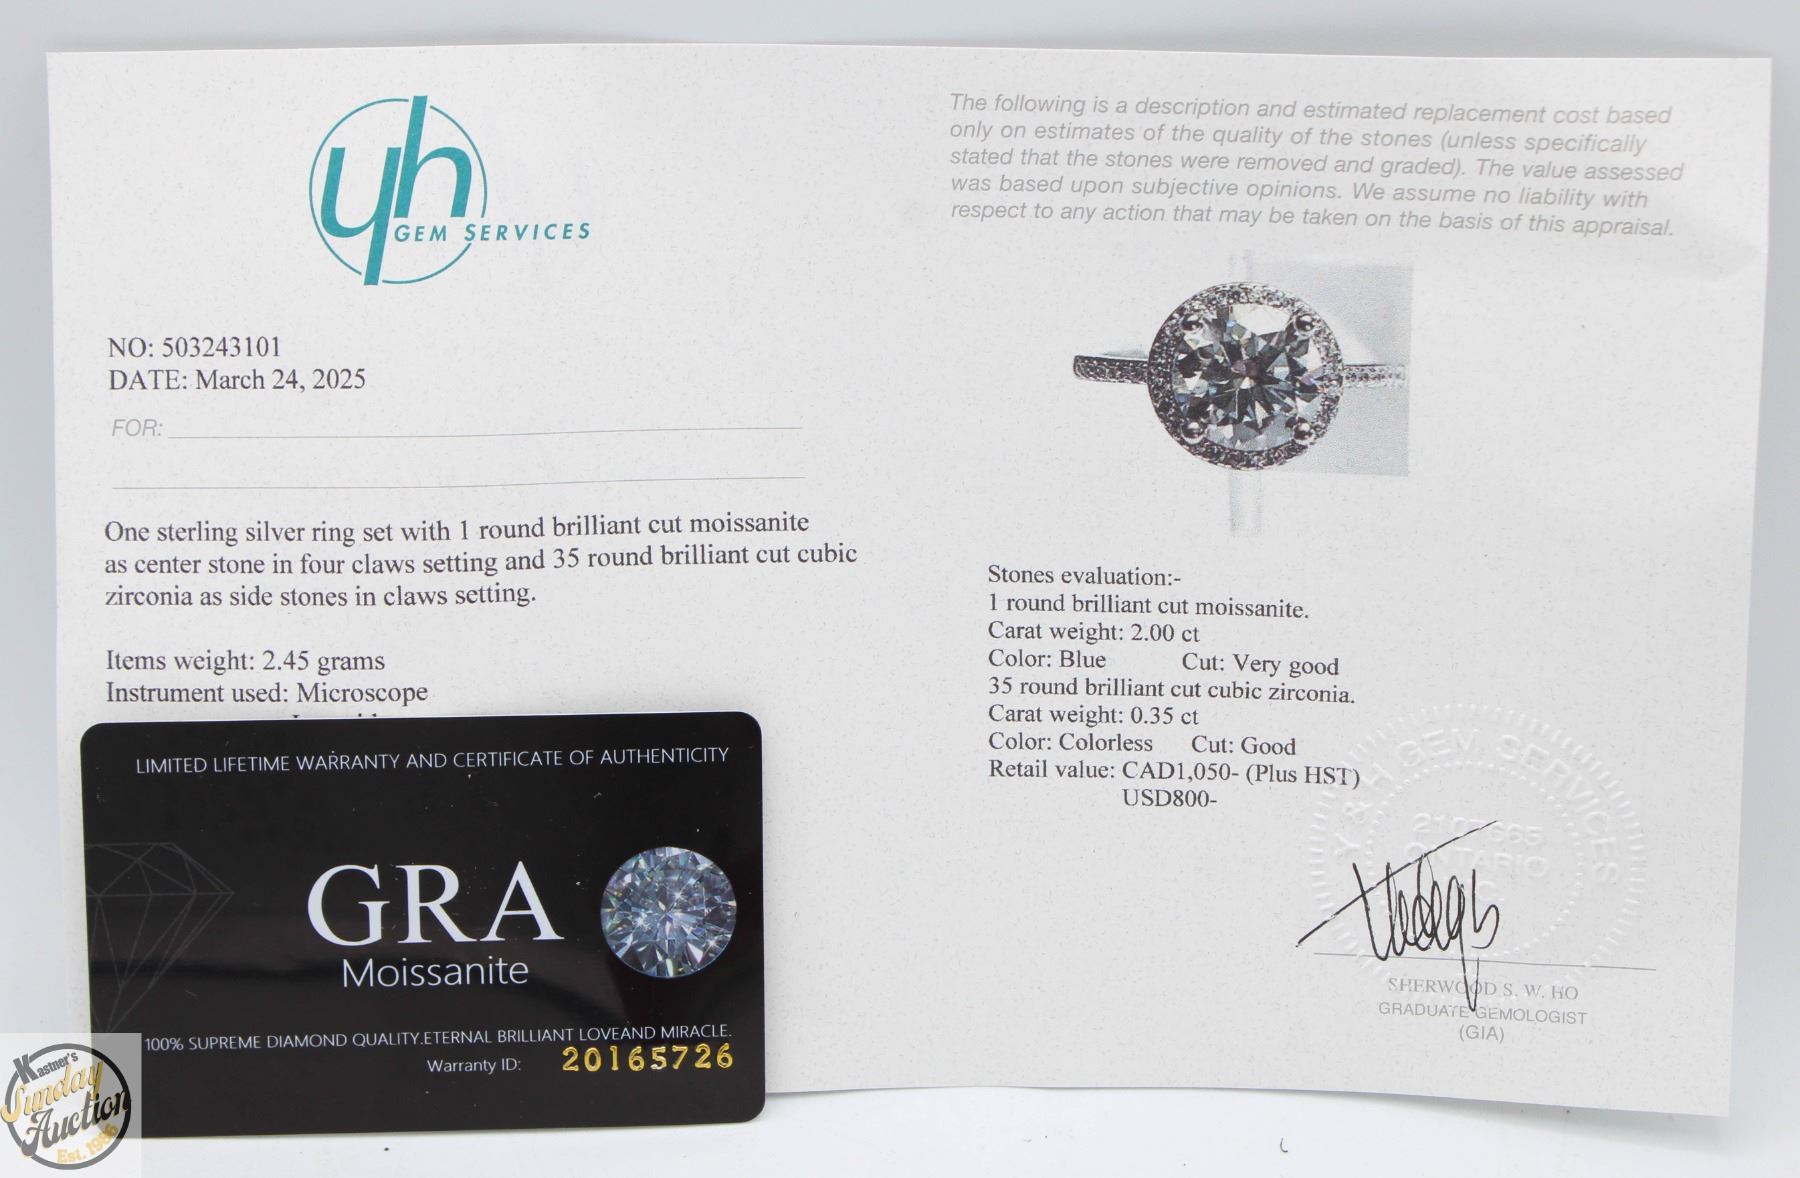 yh
GEM SERVICES
NO: 503243101
DATE: March 24, 2025
FOR:
One sterling silver ring set with 1 round brilliant cut moissanite
as center stone in four claws setting and 35 round brilliant cut cubic
zirconia as side stones in claws setting.
Items weight: 2.45 grams
Instrument used: Microscope
The following is a description and estimated replacement cost based
only on estimates of the quality of the stones (unless specifically
stated that the stones were removed and graded). The value assessed
was based upon subjective opinions. We assume no liability with
respect to any action that may be taken on the basis of this appraisal.
Stones evaluation:-
1 round brilliant cut moissanite.
Carat weight: 2.00 ct
Color: Blue Cut: Very good
35 round brilliant cut cubic zirconia.
Carat weight: 0.35 ct
Color: Colorless Cut: Good
Retail value: CAD1,050- (Plus HST)
USD800-
Y & H GEM SERVICES
2107665
ONTARIO
SHERWOOD S. W. HO
GRADUATE GEMOLOGIST
(GIA)
LIMITED LIFETIME WARRANTY AND CERTIFICATE OF AUTHENTICITY
GRA
Moissanite
100% SUPREME DIAMOND QUALITY.ETERNAL BRILLIANT LOVEAND MIRACLE.
Warranty ID: 20165726
Kastner's
Sunday
Auction
Est. 1986